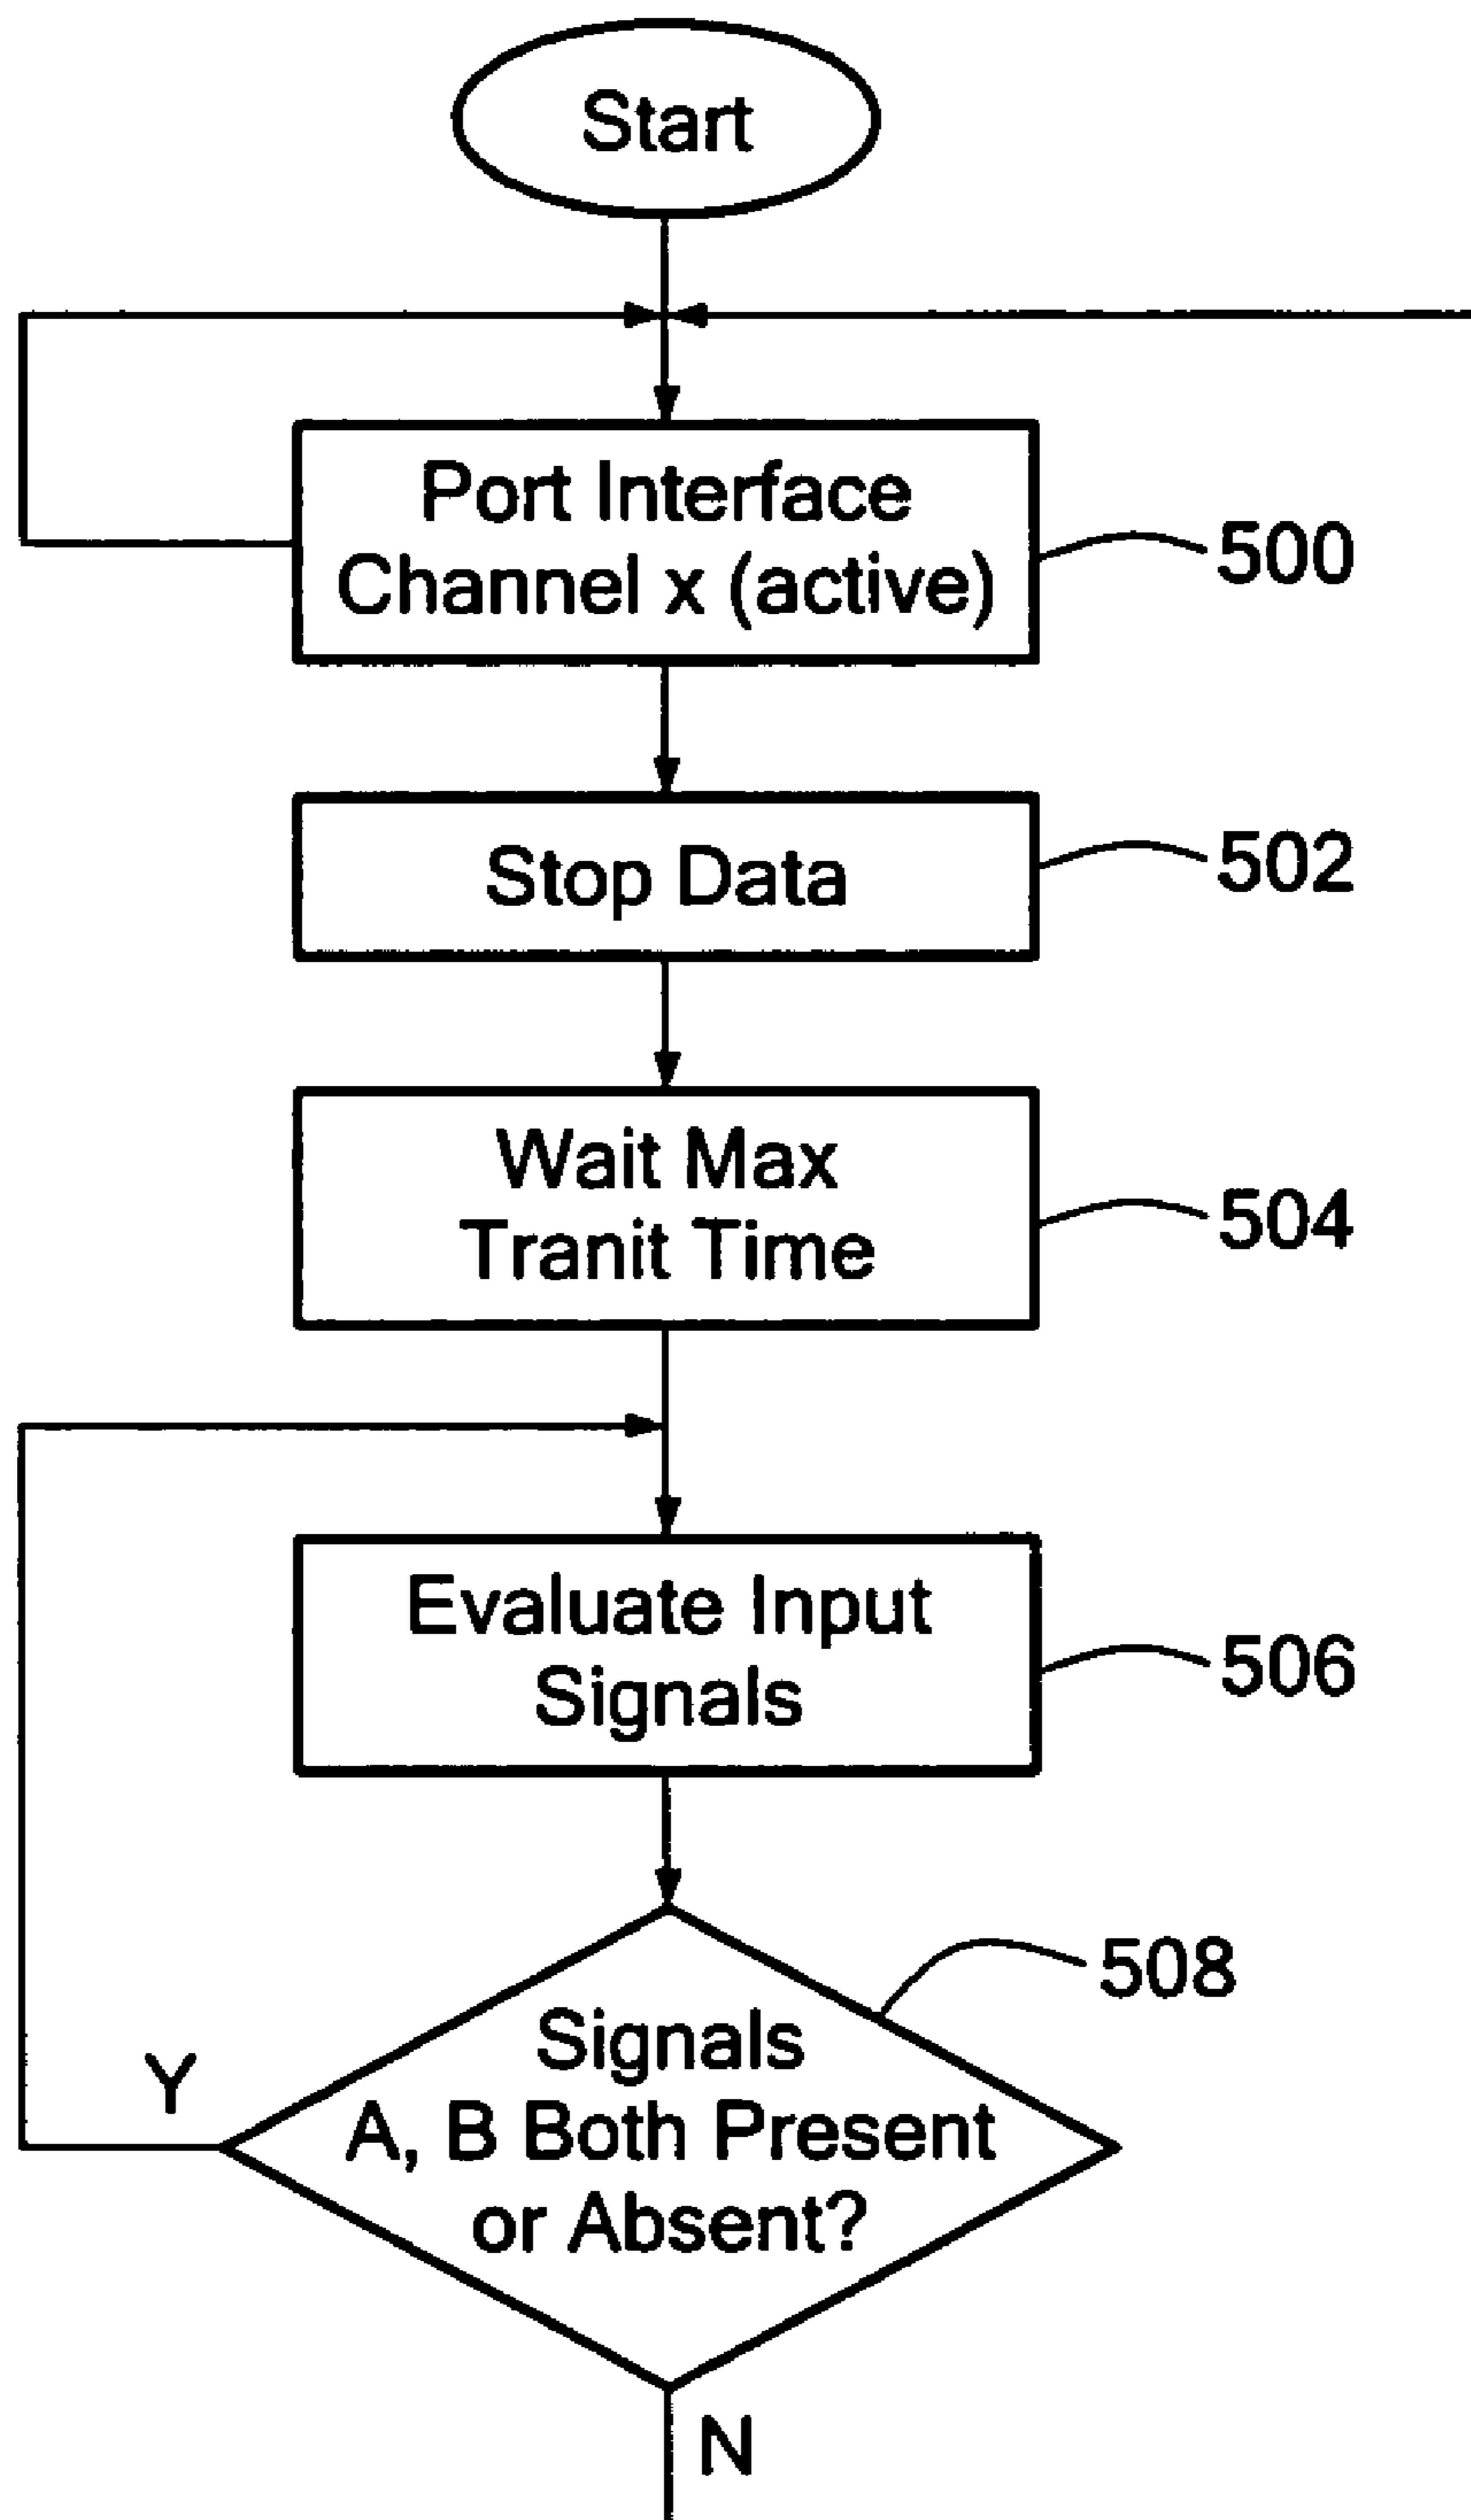 Start
Port Interface
Channel x (active)
500
Stop Data
502
Wait Max
Tranit Time
504
Evaluate Input
Signals
506
508
Signals
A, B Both Present
or Absent?
Y
N